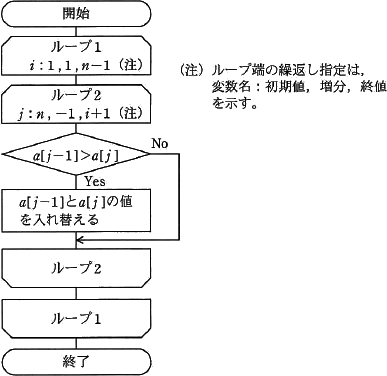 開始
ループ1
i:1,1,n-1(注)
(注)ループ端の繰返し指定は,
変数名:初期値,増分,終値
を示す。
ループ2
j:n,-1,i+1(注)
No
a[j-1]>a[j]
Yes
a[j-1]とa[j]の値
を入れ替える
ループ2
ループ1
終了